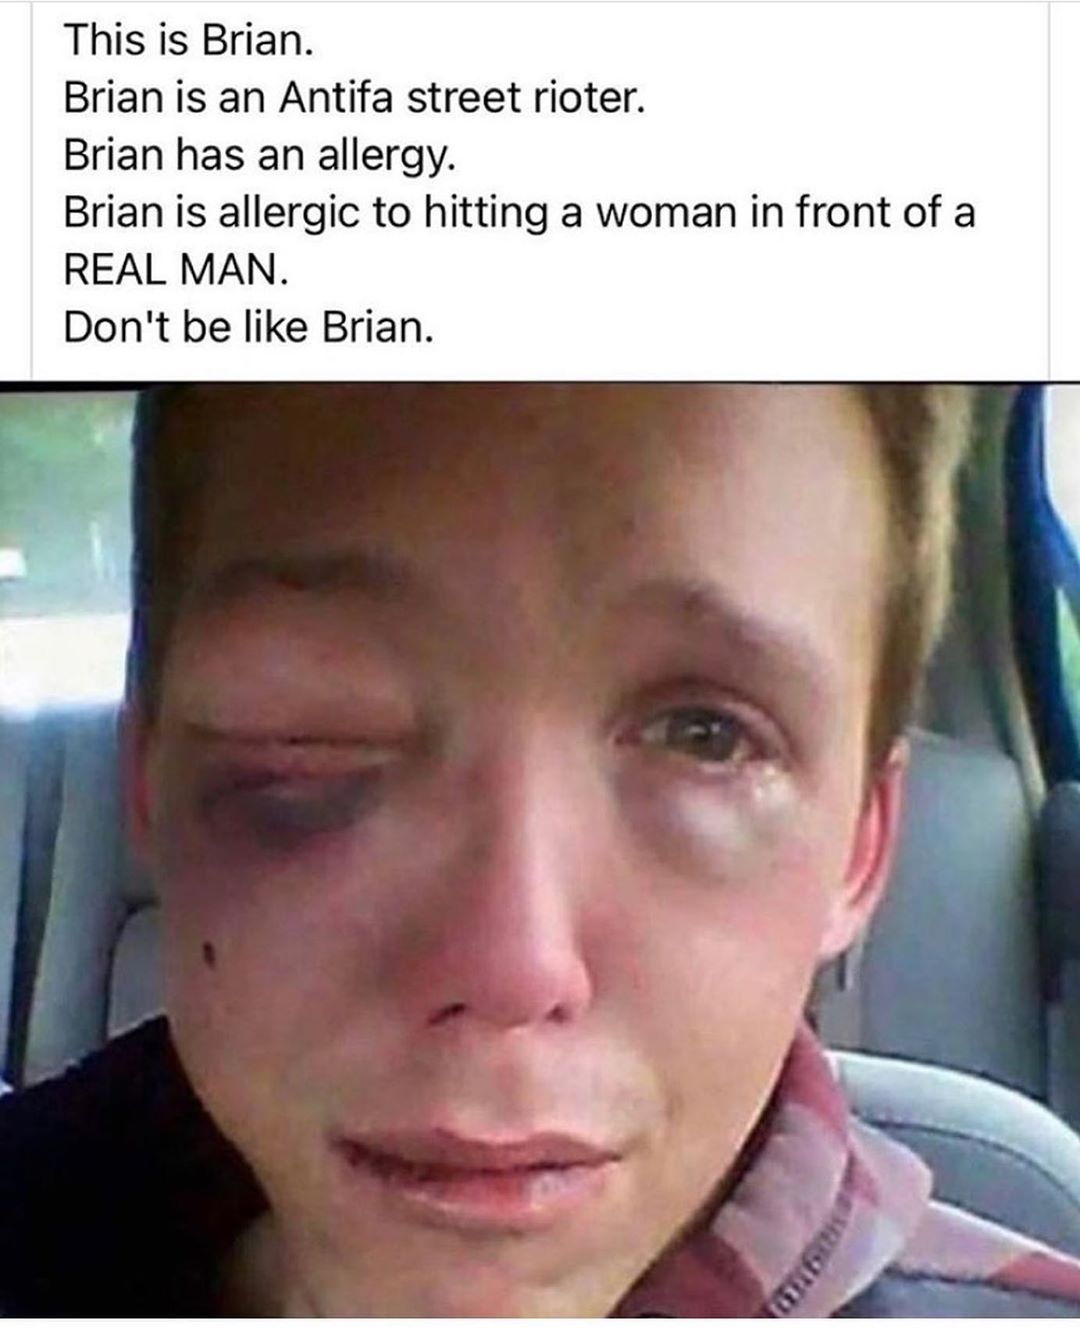 This is Brian.
Brian is an Antifa street rioter.
Brian has an allergy.
Brian is allergic to hitting a woman in front of a
REAL MAN.
Don't be like Brian.